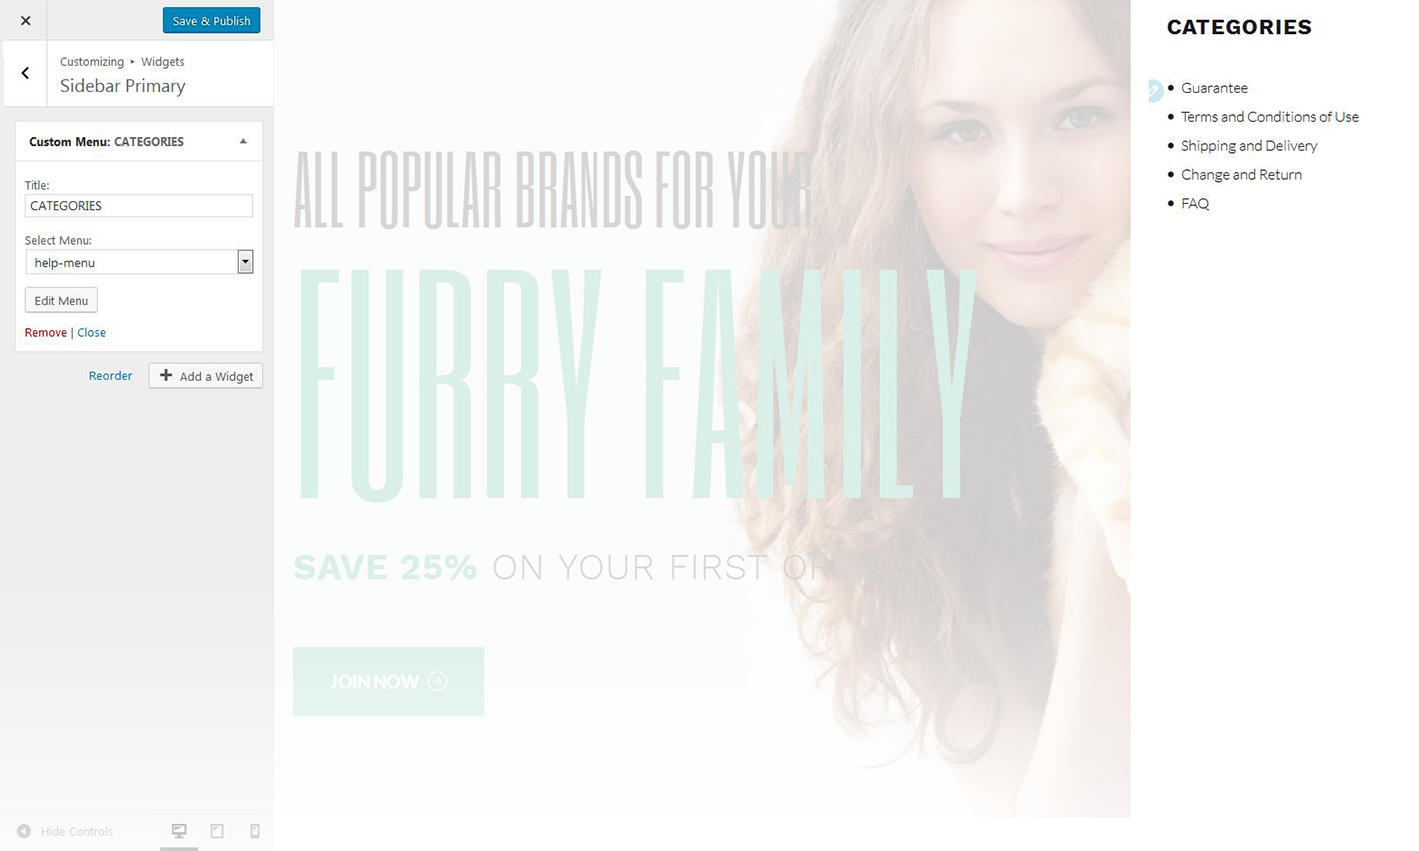 Save & Publish
Customizing ▸ Widgets
Sidebar Primary
Custom Menu: CATEGORIES
Title:
CATEGORIES
Select Menu:
help-menu
Edit Menu
Remove | Close
Reorder
Add a Widget
Hide Controls
ALL POPULAR BRANDS FOR YOUR
FURRY FAMILY
SAVE 25% ON YOUR FIRST
JOIN NOW
CATEGORIES
• Guarantee
• Terms and Conditions of Use
• Shipping and Delivery
• Change and Return
• FAQ